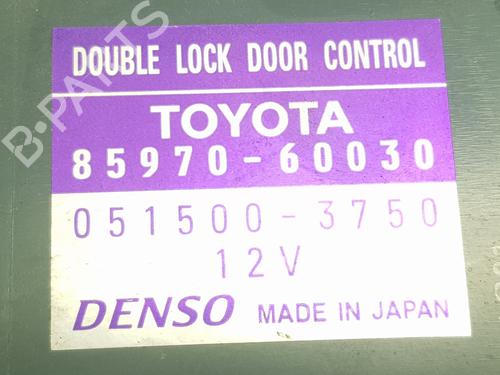 DOUBLE LOCK DOOR CONTROL
TOYOTA
85970-60030
051500-3750
12V
DENSO MADE IN JAPAN
B-PARTS